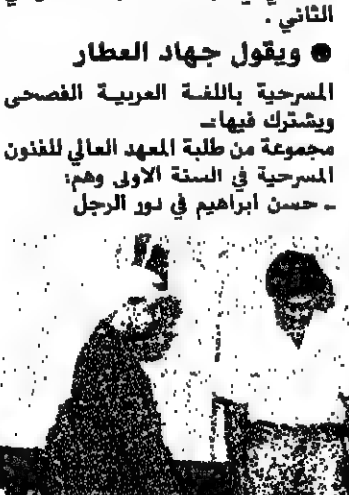 الثاني .
● ويقول جهاد العطار
المسرحية باللغة العربية الفصحى
ويشترك فيها:ـ
مجموعة من طلبة المعهد العالي للفنون
المسرحية في السنة الاولى وهم:
ـ حسن ابراهيم في دور الرجل